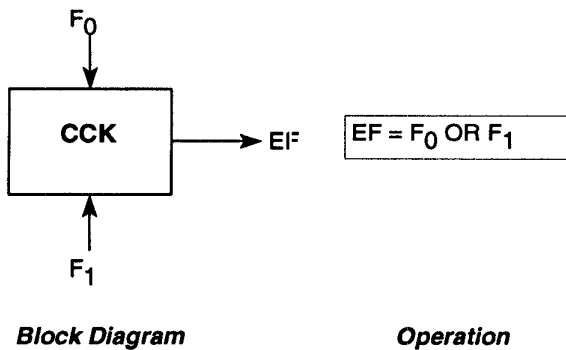 F₀
CCK
EF
EF = F₀ OR F₁
F₁
Block Diagram
Operation